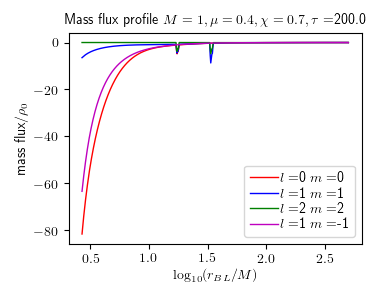 Mass flux profile M = 1, μ = 0.4, χ = 0.7, τ =200.0
mass flux/ρ₀
0
−20
−40
−60
−80
l =0 m =0
l =1 m =1
l =2 m =2
l =1 m =-1
0.5 1.0 1.5 2.0 2.5
log₁₀(r_BL/M)